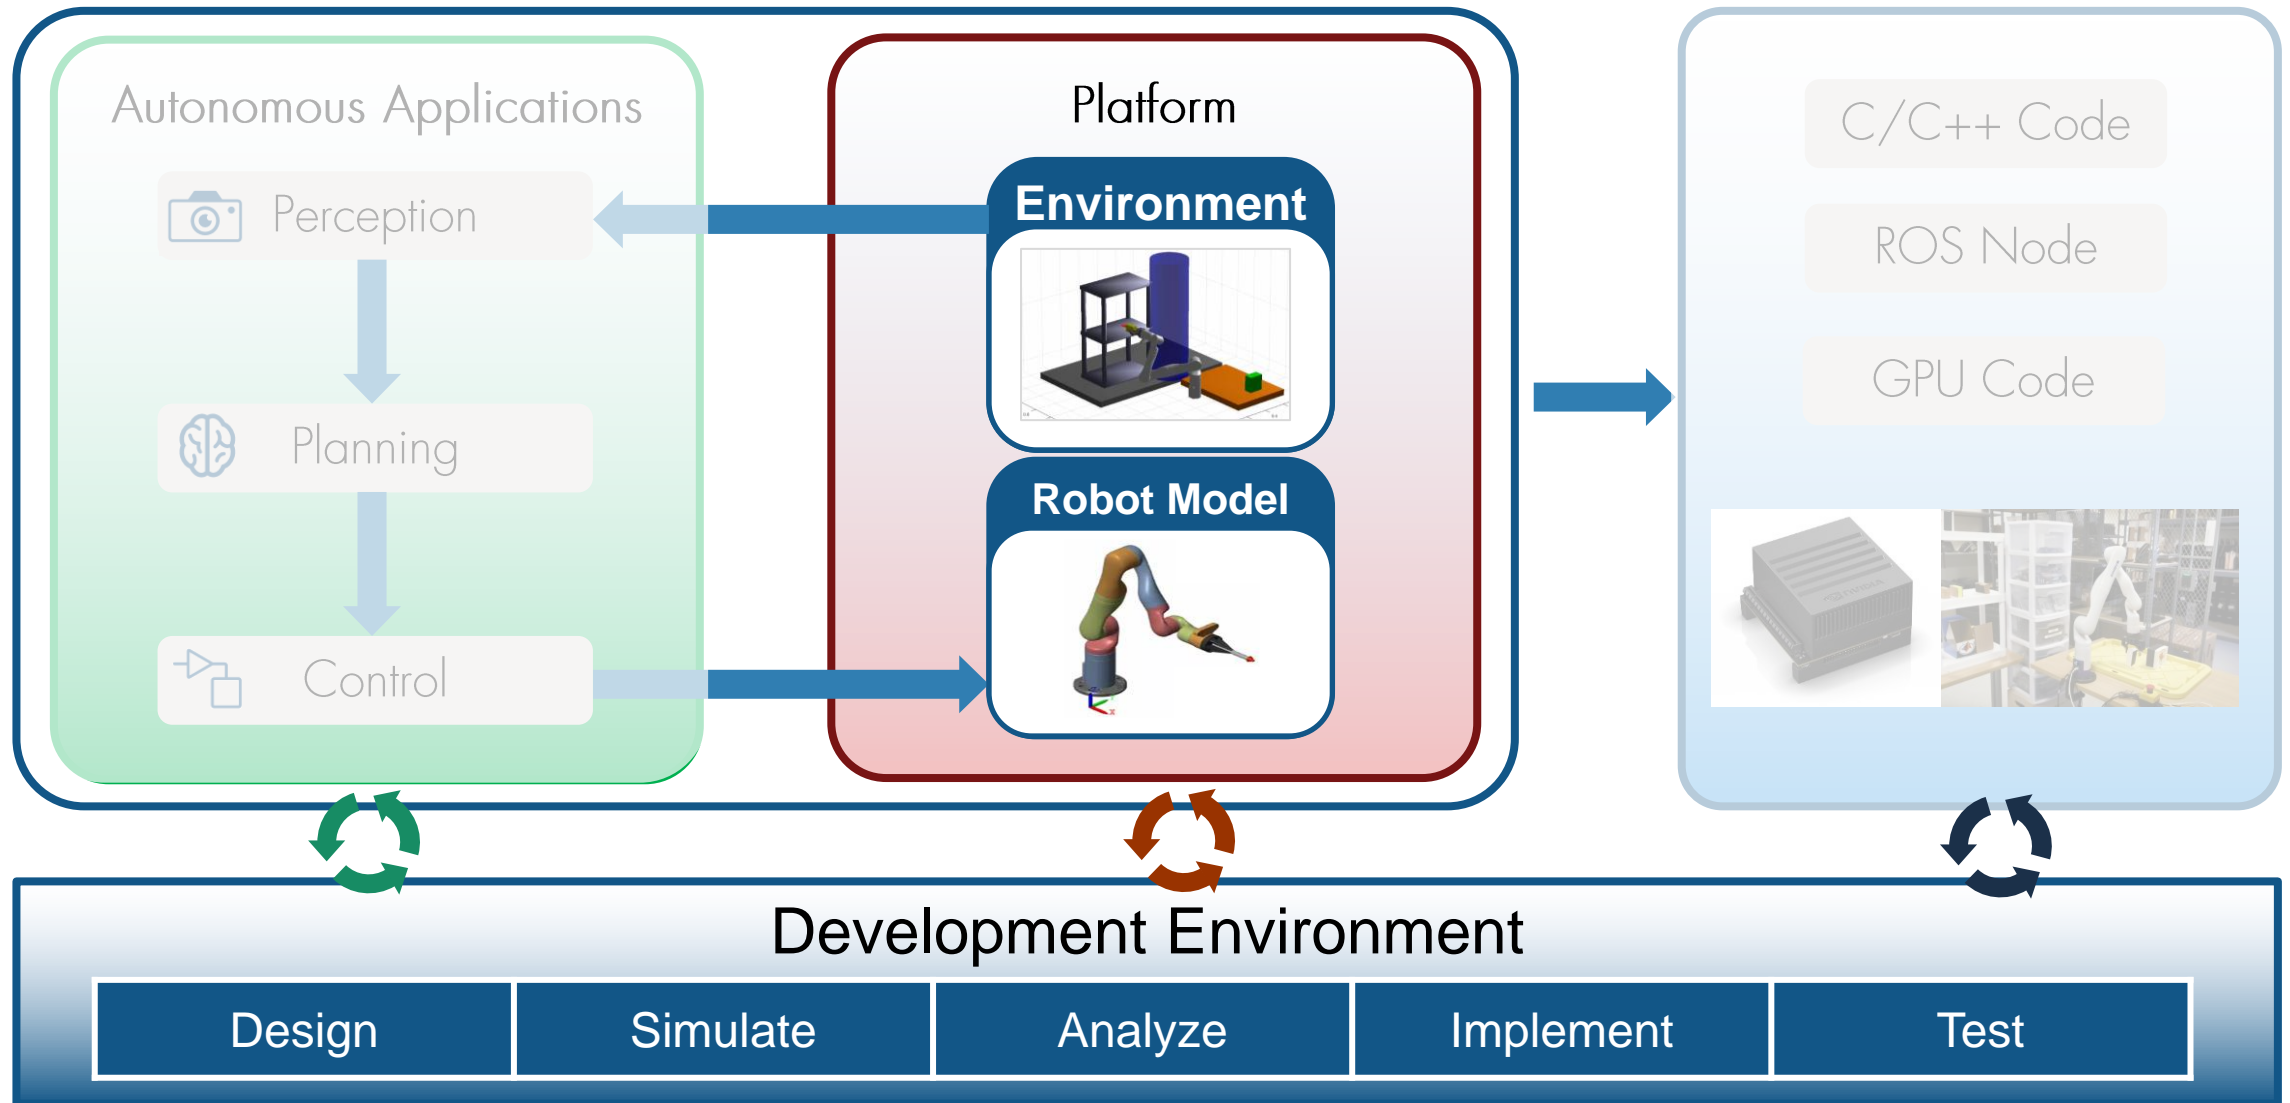 Autonomous Applications
Perception
Planning
Control
Platform
Environment
Robot Model
C/C++ Code
ROS Node
GPU Code
Development Environment
Design
Simulate
Analyze
Implement
Test